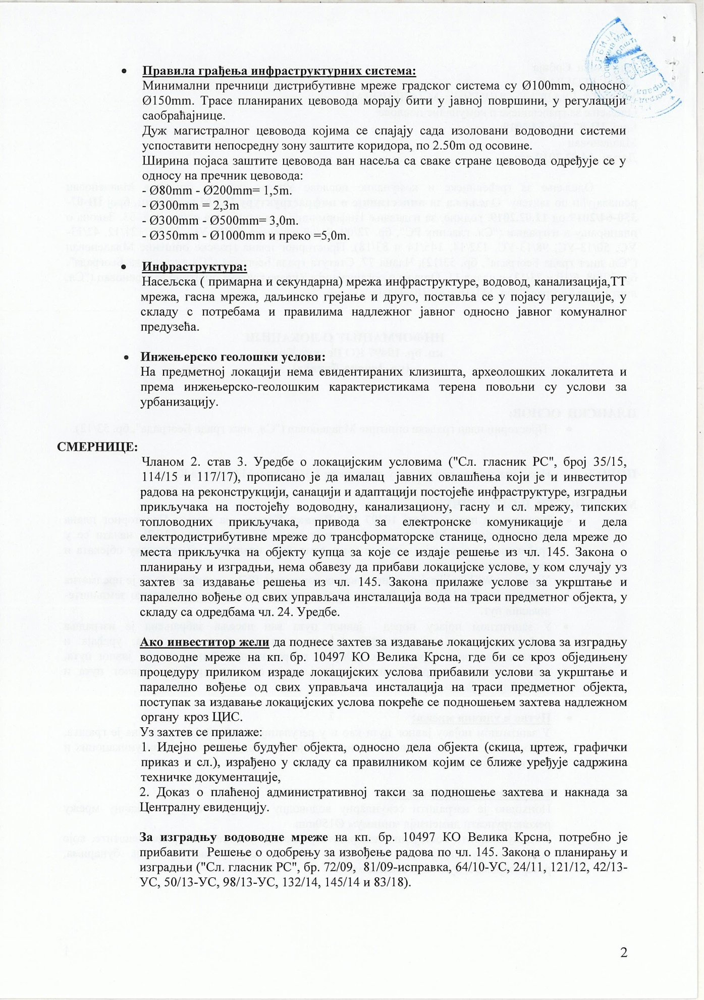 • Правила грађења инфраструктурних система:
Минимални пречници дистрибутивне мреже градског система су Ø100mm, односно
Ø150mm. Трасе планираних цевовода морају бити у јавној површини, у регулацији
саобраћајнице.
Дуж магистралног цевовода којима се спајају сада изоловани водоводни системи
успоставити непосредну зону заштите коридора, по 2.50m од осовине.
Ширина појаса заштите цевовода ван насеља са сваке стране цевовода одређује се у
односу на пречник цевовода:
- Ø80mm - Ø200mm= 1,5m.
- Ø300mm = 2,3m
- Ø300mm - Ø500mm= 3,0m.
- Ø350mm - Ø1000mm и преко =5,0m.
• Инфраструктура:
Насељска ( примарна и секундарна) мрежа инфраструктуре, водовод, канализација,ТТ
мрежа, гасна мрежа, даљинско грејање и друго, поставља се у појасу регулације, у
складу с потребама и правилима надлежног јавног односно јавног комуналног
предузећа.
• Инжењерско геолошки услови:
На предметној локацији нема евидентираних клизишта, археолошких локалитета и
према инжењерско-геолошким карактеристикама терена повољни су услови за
урбанизацију.
СМЕРНИЦЕ:
Чланом 2. став 3. Уредбе о локацијским условима ("Сл. гласник РС", број 35/15,
114/15 и 117/17), прописано је да ималац јавних овлашћења који је и инвеститор
радова на реконструкцији, санацији и адаптацији постојеће инфраструктуре, изградњи
прикључака на постојећу водоводну, канализациону, гасну и сл. мрежу, типских
топловодних прикључака, привода за електронске комуникације и дела
електродистрибутивне мреже до трансформаторске станице, односно дела мреже до
места прикључка на објекту купца за које се издаје решење из чл. 145. Закона о
планирању и изградњи, нема обавезу да прибави локацијске услове, у ком случају уз
захтев за издавање решења из чл. 145. Закона прилаже услове за укрштање и
паралелно вођење од свих управљача инсталација вода на траси предметног објекта, у
складу са одредбама чл. 24. Уредбе.
Ако инвеститор жели да поднесе захтев за издавање локацијских услова за изградњу
водоводне мреже на кп. бр. 10497 КО Велика Крсна, где би се кроз обједињену
процедуру приликом израде локацијских услова прибавили услови за укрштање и
паралелно вођење од свих управљача инсталација на траси предметног објекта,
поступак за издавање локацијских услова покреће се подношењем захтева надлежном
органу кроз ЦИС.
Уз захтев се прилаже:
1. Идејно решење будућег објекта, односно дела објекта (скица, цртеж, графички
приказ и сл.), израђено у складу са правилником којим се ближе уређује садржина
техничке документације,
2. Доказ о плаћеној административној такси за подношење захтева и накнада за
Централну евиденцију.
За изградњу водоводне мреже на кп. бр. 10497 КО Велика Крсна, потребно је
прибавити Решење о одобрењу за извођење радова по чл. 145. Закона о планирању и
изградњи ("Сл. гласник РС", бр. 72/09, 81/09-исправка, 64/10-УС, 24/11, 121/12, 42/13-
УС, 50/13-УС, 98/13-УС, 132/14, 145/14 и 83/18).
2